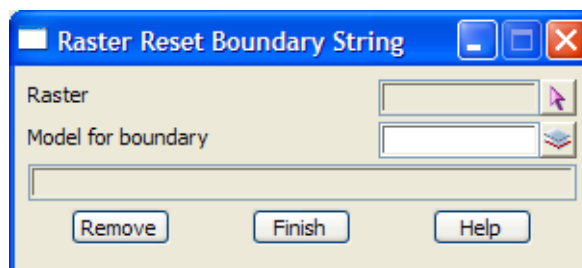 Raster Reset Boundary String
Raster
Model for boundary
Remove Finish Help